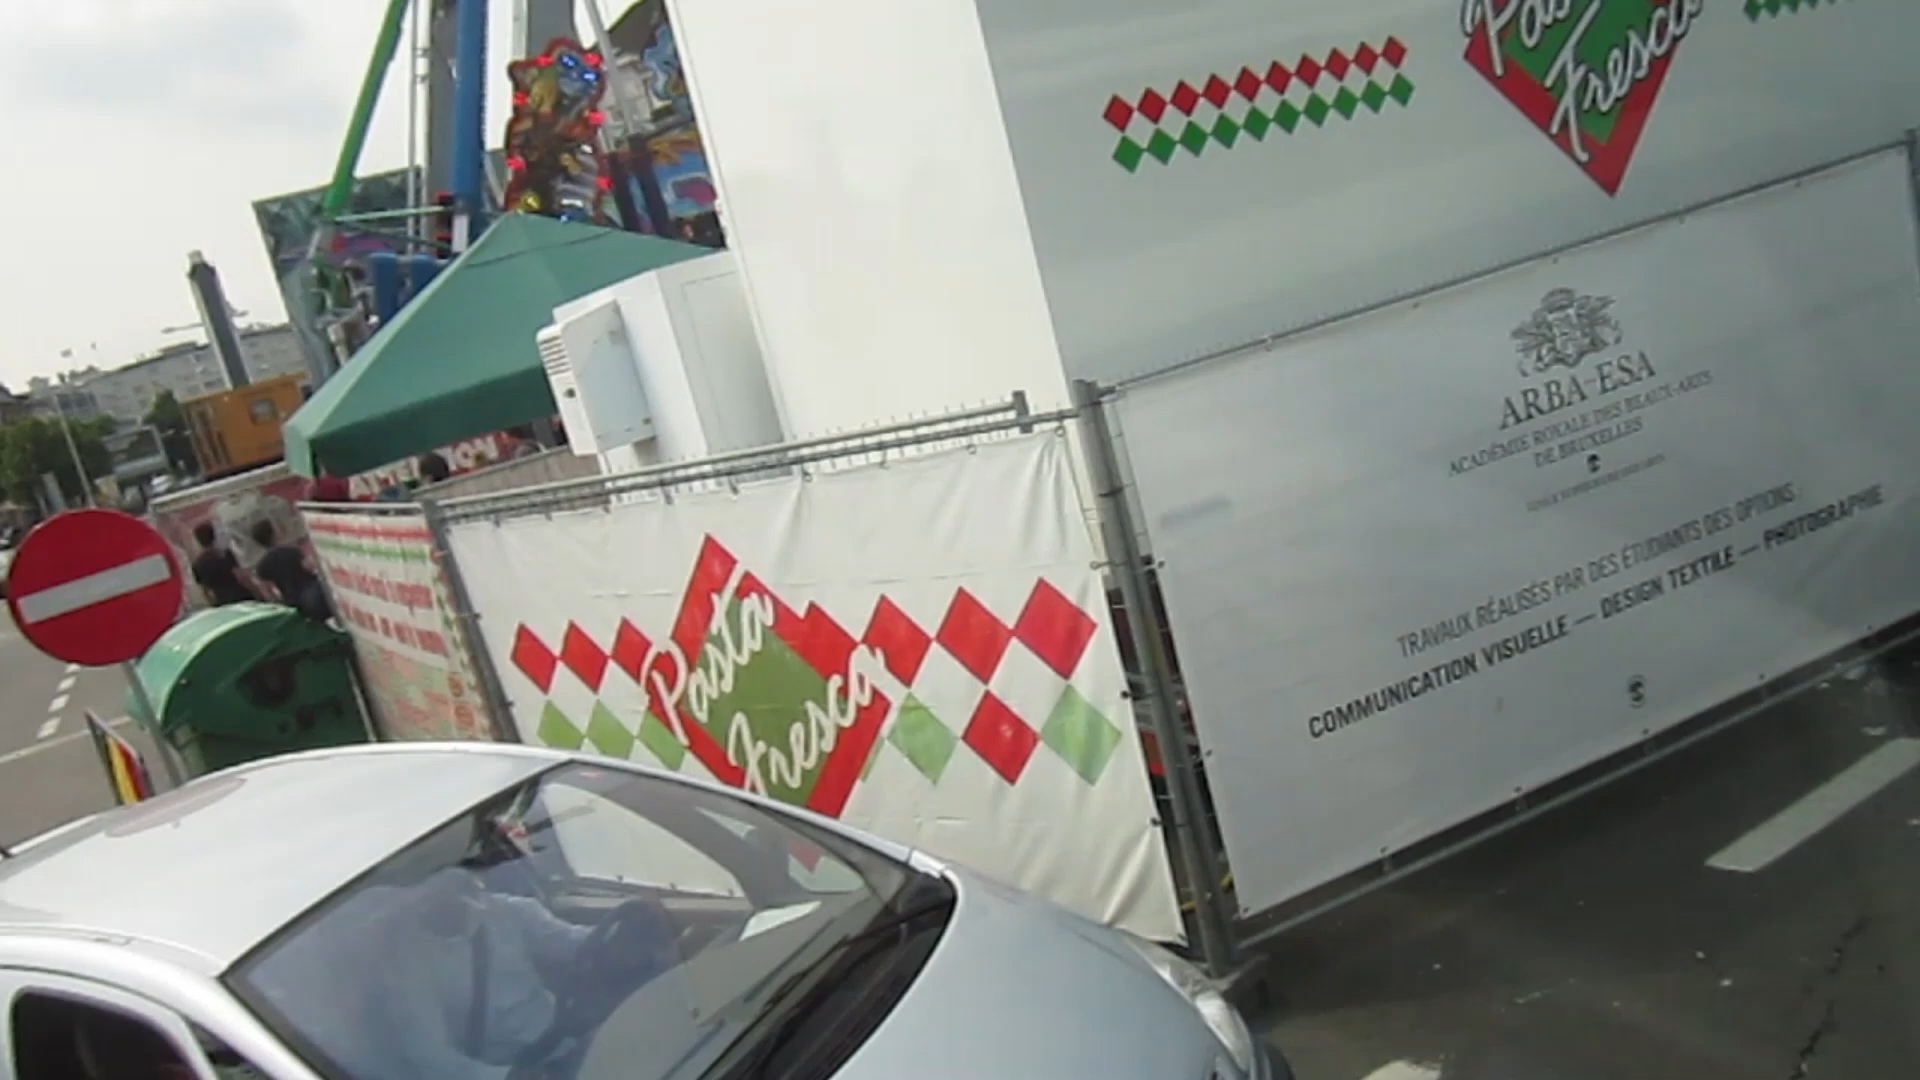 Pasta
Fresca
ARBA-ESA
ACADÉMIE ROYALE DES BEAUX-ARTS
DE BRUXELLES
TRAVAUX RÉALISÉS PAR DES ÉTUDIANTS DES OPTIONS :
COMMUNICATION VISUELLE — DESIGN TEXTILE — PHOTOGRAPHIE
Pasta
Fresca